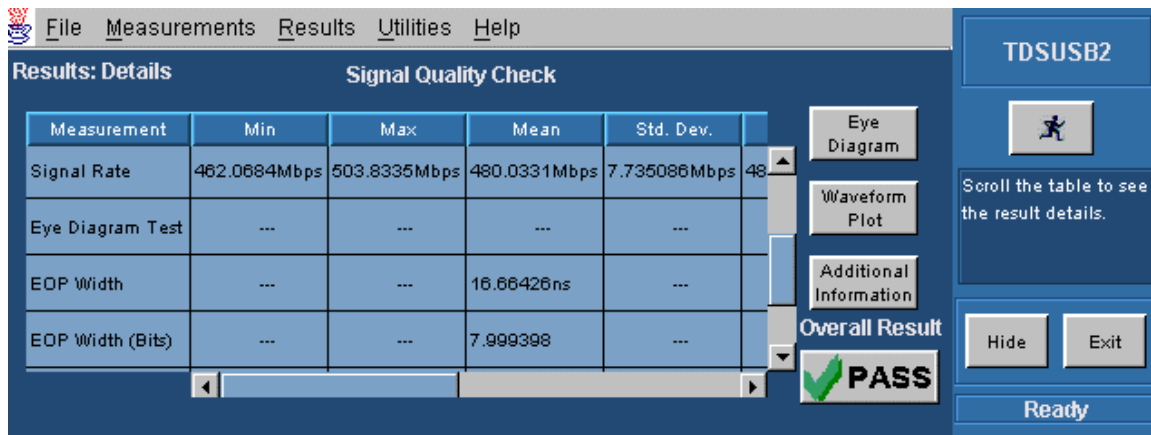 File Measurements Results Utilities Help
TDSUSB2
Results: Details
Signal Quality Check
Measurement Min Max Mean Std. Dev.
Signal Rate 462.0684Mbps 503.8335Mbps 480.0331Mbps 7.735086Mbps 48
Eye Diagram Test --- --- --- ---
EOP Width --- --- 16.66426ns ---
EOP Width (Bits) --- --- 7.999398 ---
Eye
Diagram
Waveform
Plot
Additional
Information
Overall Result
PASS
Scroll the table to see
the result details.
Hide Exit
Ready